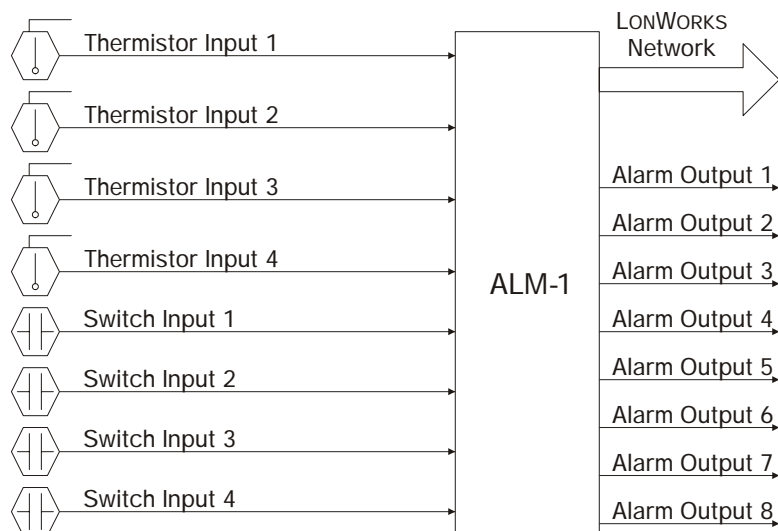 Thermistor Input 1
Thermistor Input 2
Thermistor Input 3
Thermistor Input 4
Switch Input 1
Switch Input 2
Switch Input 3
Switch Input 4
ALM-1
LONWORKS
Network
Alarm Output 1
Alarm Output 2
Alarm Output 3
Alarm Output 4
Alarm Output 5
Alarm Output 6
Alarm Output 7
Alarm Output 8